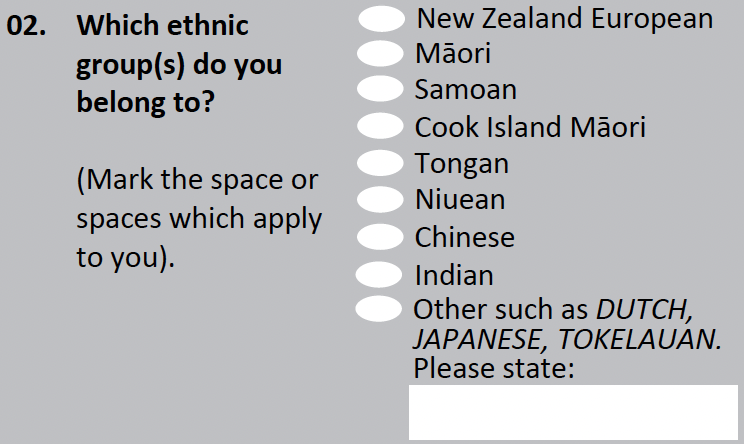 02. Which ethnic
group(s) do you
belong to?
(Mark the space or
spaces which apply
to you).
New Zealand European
Māori
Samoan
Cook Island Māori
Tongan
Niuean
Chinese
Indian
Other such as DUTCH,
JAPANESE, TOKELAUAN.
Please state: